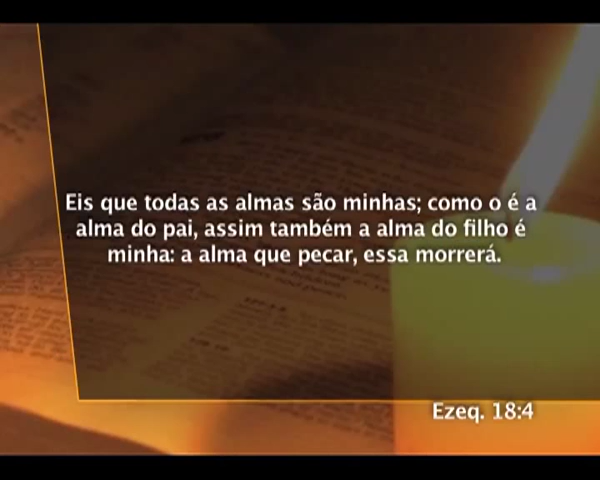 Eis que todas as almas são minhas; como o é a
alma do pai, assim também a alma do filho é
minha: a alma que pecar, essa morrerá.
Ezeq. 18:4